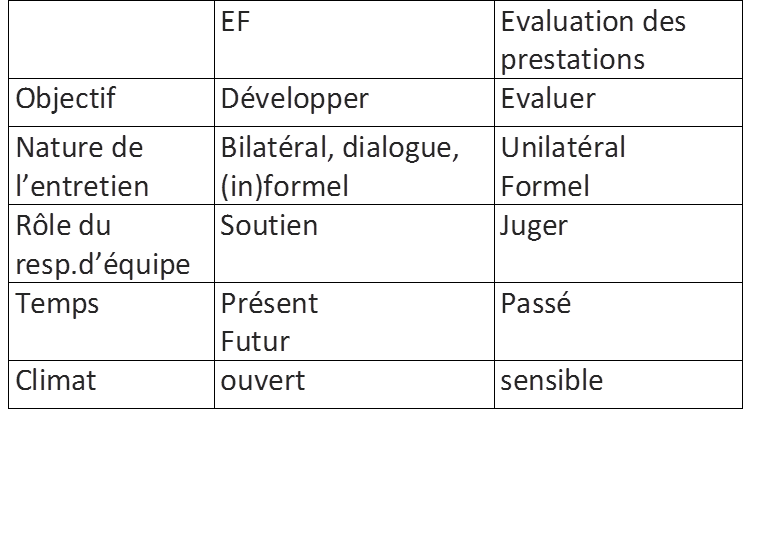 EF
Evaluation des
prestations
Objectif
Développer
Evaluer
Nature de
l’entretien
Bilatéral, dialogue,
(in)formel
Unilatéral
Formel
Rôle du
resp.d’équipe
Soutien
Juger
Temps
Présent
Futur
Passé
Climat
ouvert
sensible